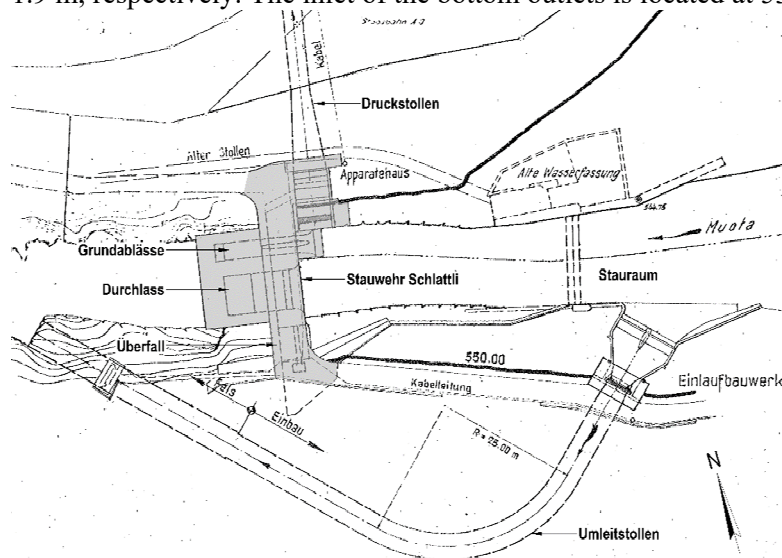 1.9 m, respectively. The inlet of the bottom outlets is located at
Kabel
Druckstollen
Alter Stollen
Apparatehaus
Alte Wasserfassung
Muota
Grundablässe
Durchlass
Stauwehr Schlattli
Stauraum
Überfall
550.00
Kabelleitung
Einlaufbauwerk
Fels
Einbau
R = 25.00 m
N
Umleitstollen